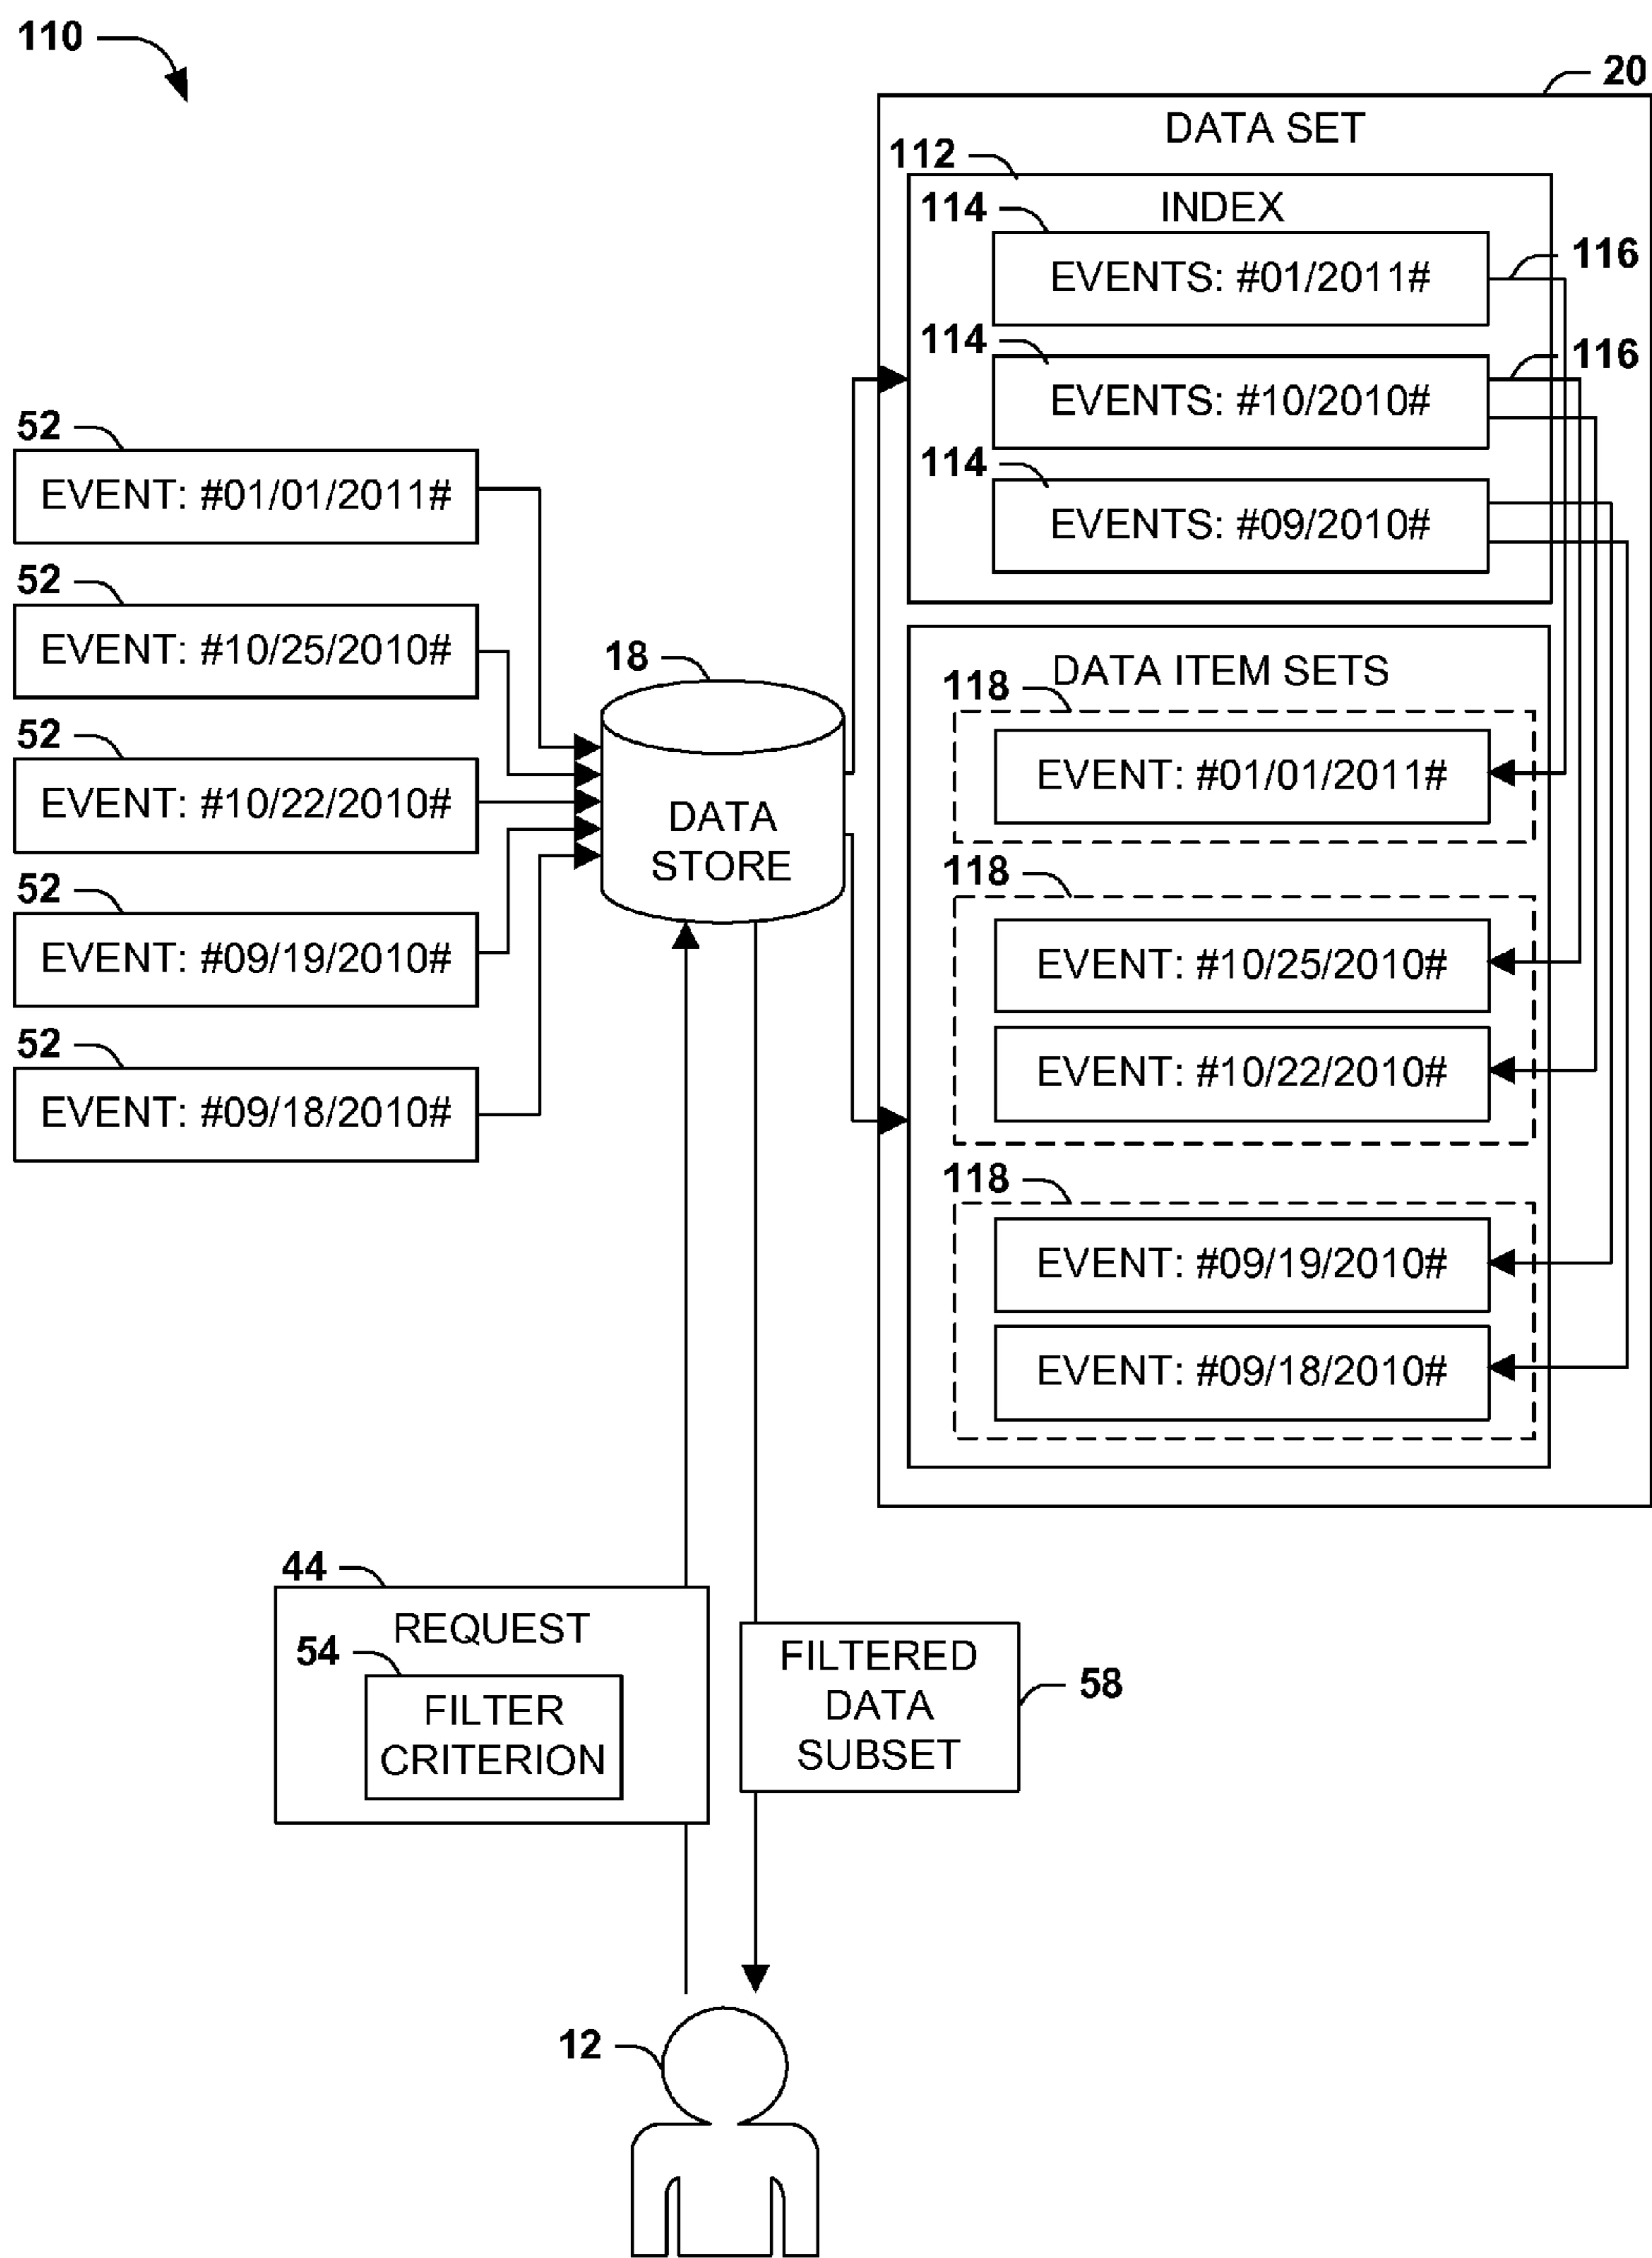 110
20
DATA SET
112
INDEX
114
EVENTS: #01/2011#
116
114
EVENTS: #10/2010#
116
114
EVENTS: #09/2010#
52
EVENT: #01/01/2011#
52
EVENT: #10/25/2010#
52
EVENT: #10/22/2010#
52
EVENT: #09/19/2010#
52
EVENT: #09/18/2010#
18
DATA
STORE
DATA ITEM SETS
118
EVENT: #01/01/2011#
118
EVENT: #10/25/2010#
EVENT: #10/22/2010#
118
EVENT: #09/19/2010#
EVENT: #09/18/2010#
44
REQUEST
54
FILTER
CRITERION
FILTERED
DATA
SUBSET
58
12